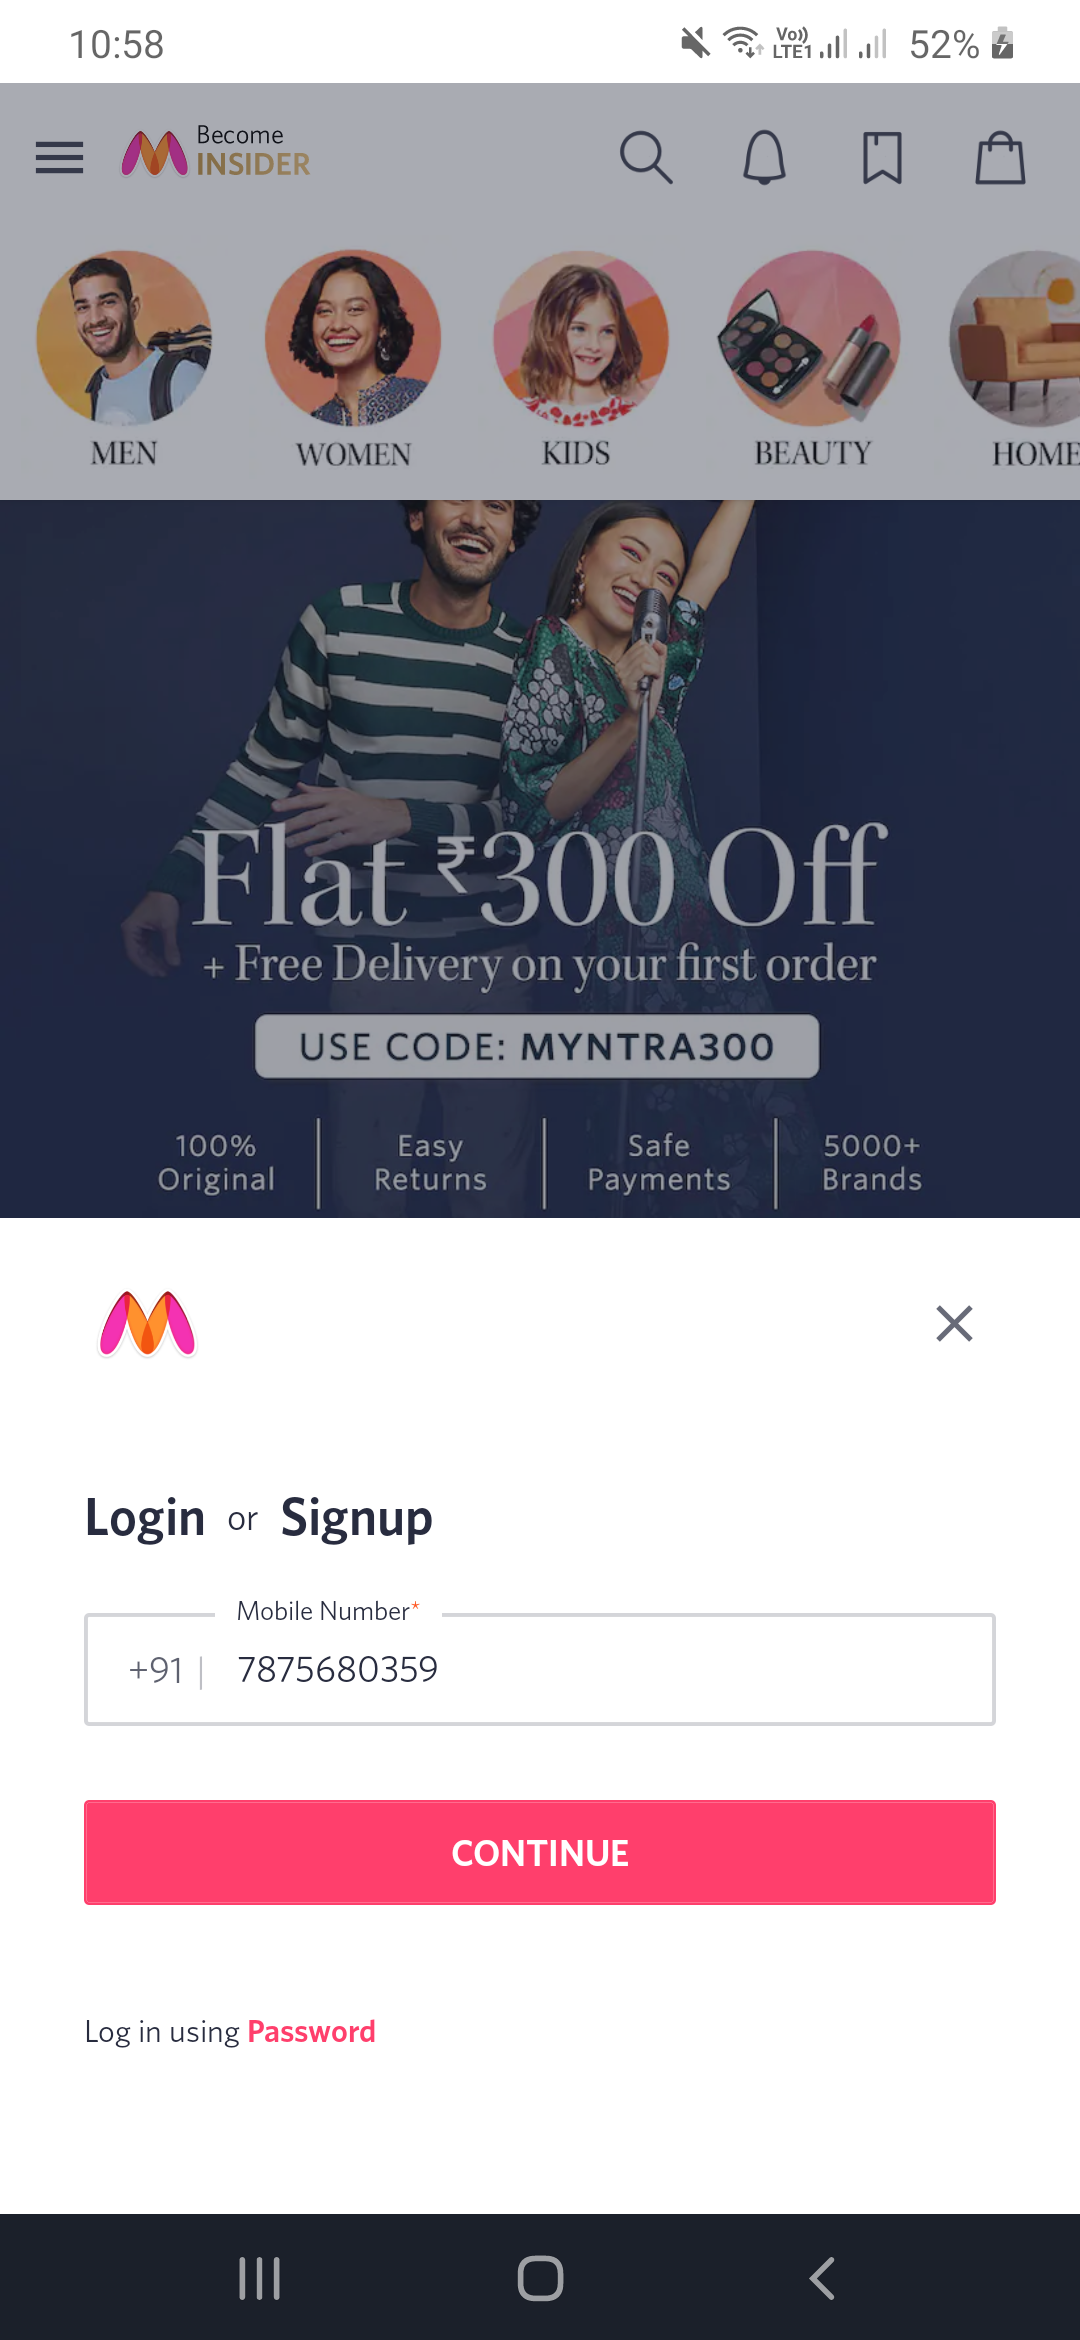 10:58
Vo))
LTE1
52%
Become
INSIDER
MEN
WOMEN
KIDS
BEAUTY
HOME
Flat ₹300 Off
+ Free Delivery on your first order
USE CODE: MYNTRA300
100%
Original
Easy
Returns
Safe
Payments
5000+
Brands
Login or Signup
Mobile Number*
+91 | 7875680359
CONTINUE
Log in using Password